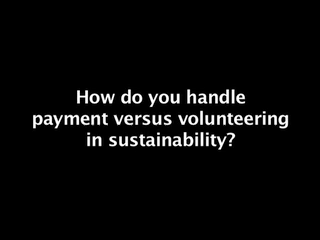 How do you handle
payment versus volunteering
in sustainability?